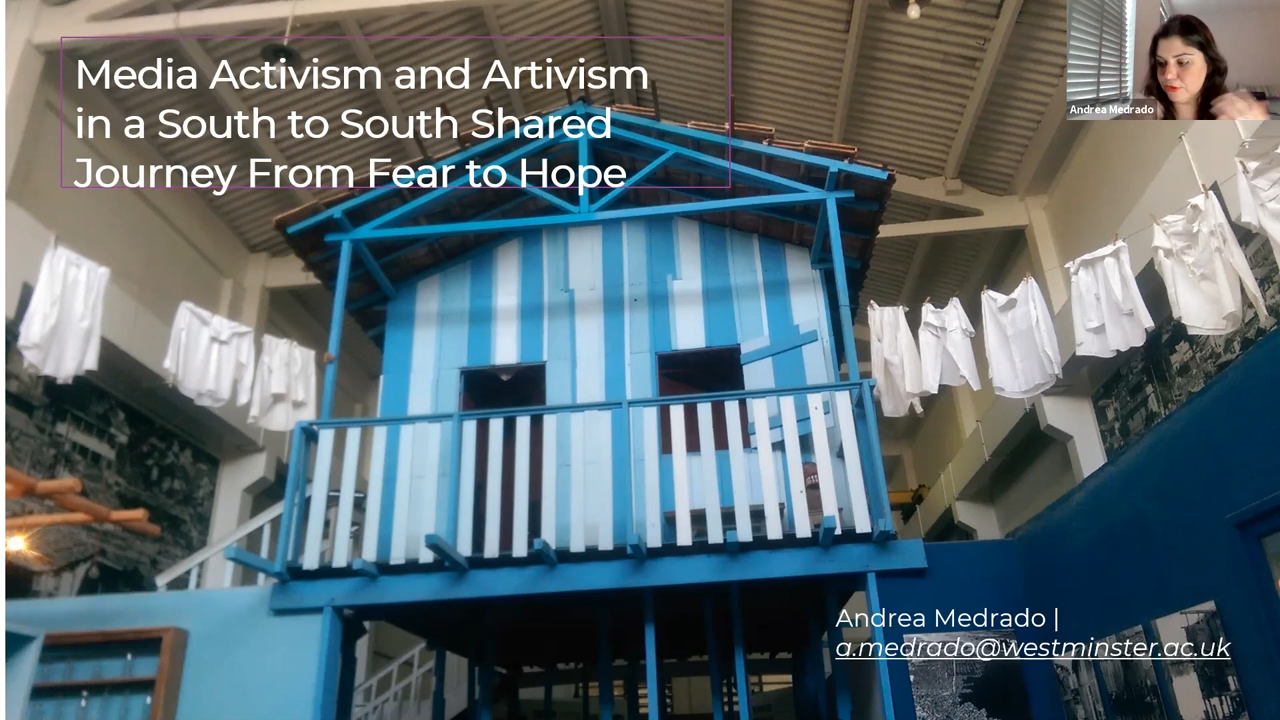 Media Activism and Artivism
in a South to South Shared
Journey From Fear to Hope
Andrea Medrado
Andrea Medrado |
a.medrado@westminster.ac.uk